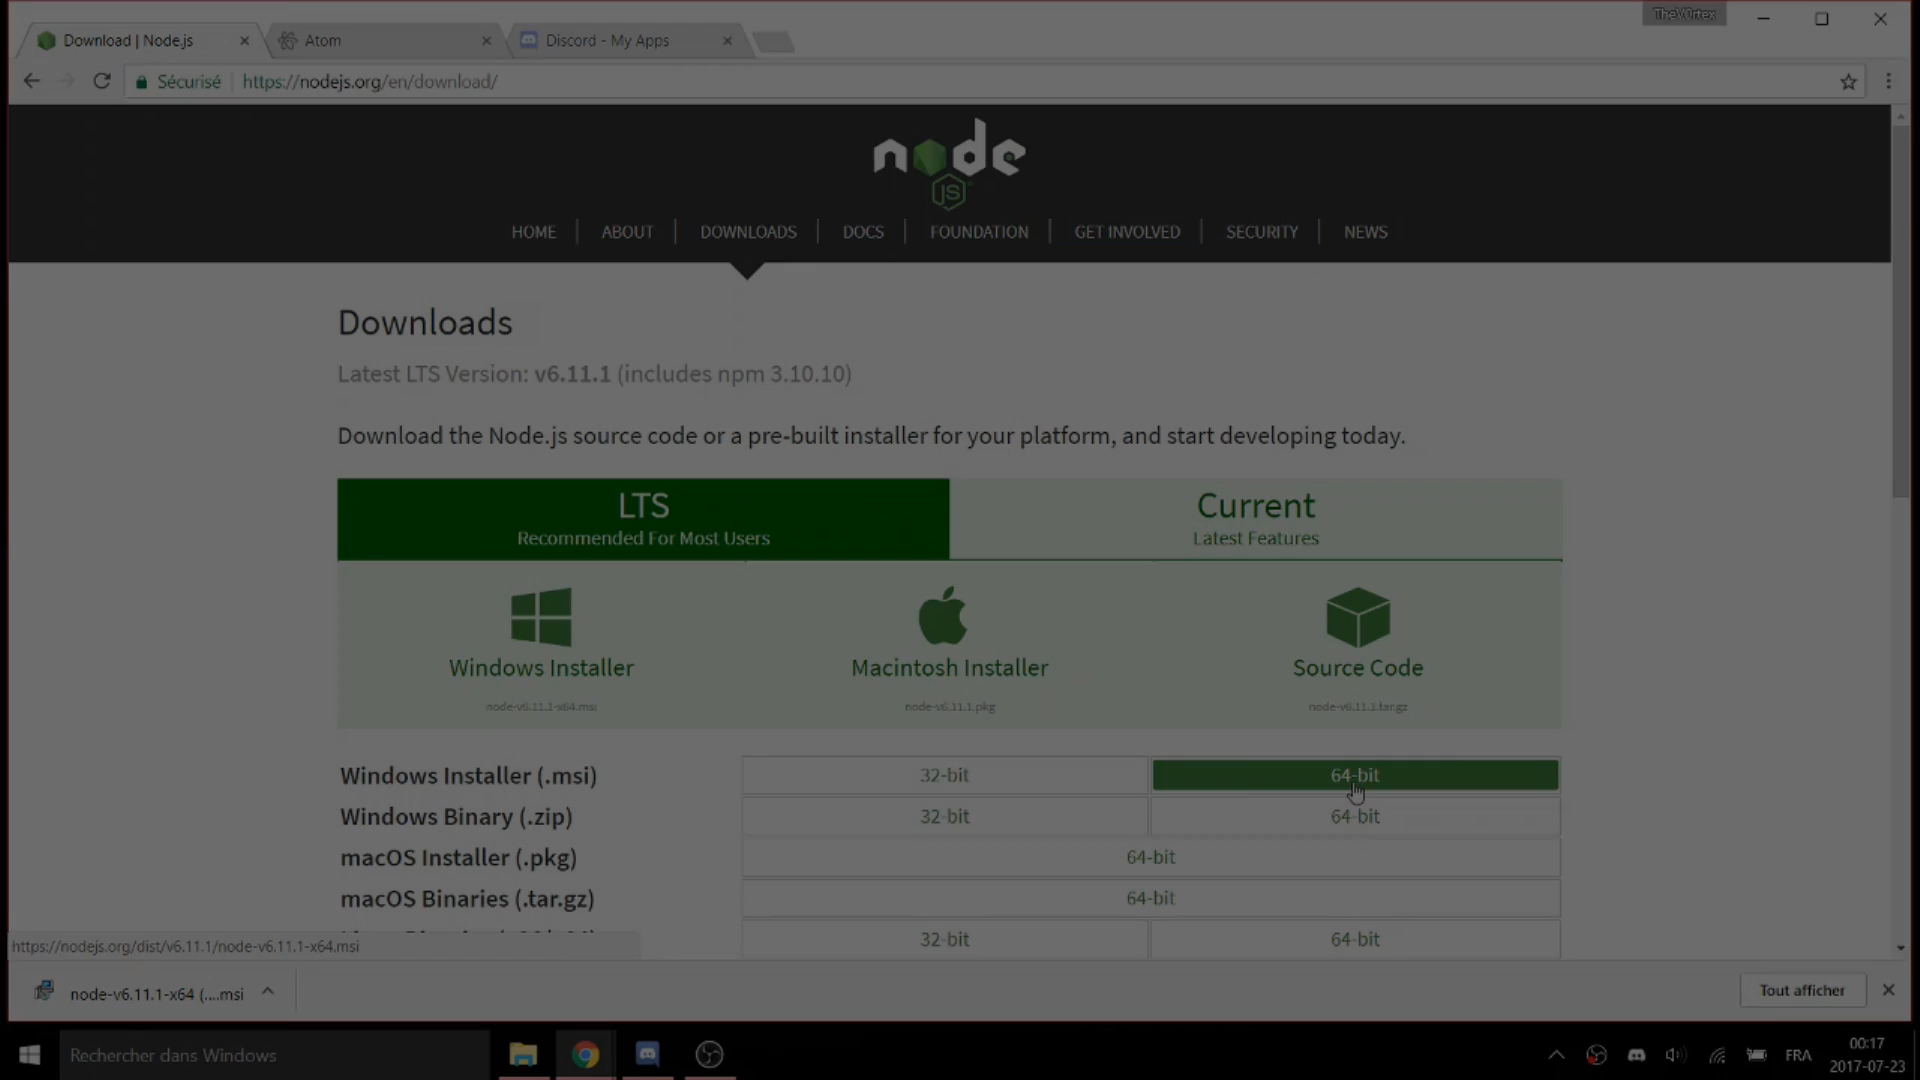 TheV0rtex
Download | Node.js
Atom
Discord - My Apps
Sécurisé
https://nodejs.org/en/download/
node
JS
HOME
ABOUT
DOWNLOADS
DOCS
FOUNDATION
GET INVOLVED
SECURITY
NEWS
Downloads
Latest LTS Version: v6.11.1 (includes npm 3.10.10)
Download the Node.js source code or a pre-built installer for your platform, and start developing today.
LTS
Recommended For Most Users
Current
Latest Features
Windows Installer
Macintosh Installer
Source Code
node-v6.11.1-x64.msi
node-v6.11.1.pkg
node-v6.11.1.tar.gz
Windows Installer (.msi)
32-bit
64-bit
Windows Binary (.zip)
32-bit
64-bit
macOS Installer (.pkg)
64-bit
macOS Binaries (.tar.gz)
64-bit
32-bit
64-bit
https://nodejs.org/dist/v6.11.1/node-v6.11.1-x64.msi
node-v6.11.1-x64 (....msi
Tout afficher
Rechercher dans Windows
FRA
00:17
2017-07-23